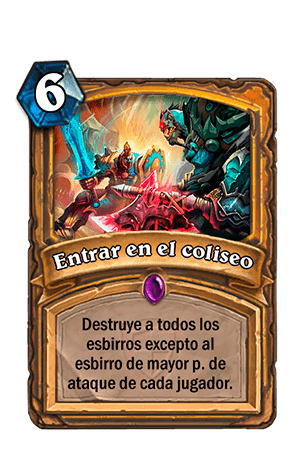 6
Entrar en el coliseo
Destruye a todos los
esbirros excepto al
esbirro de mayor p. de
ataque de cada jugador.